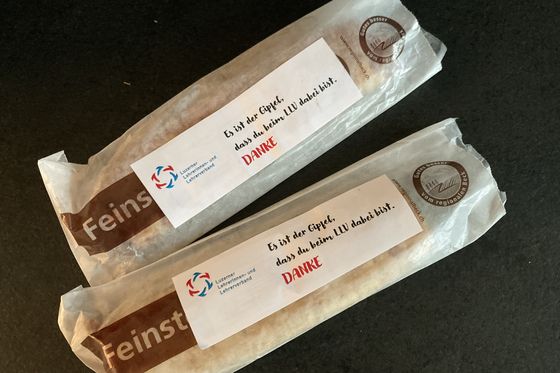 Es ist der Gipfel,
dass du beim LLV dabei bist.
DANKE
Luzerner
Lehrerinnen- und
Lehrerverband
Feinst
Es ist der Gipfel,
dass du beim LLV dabei bist.
DANKE
Luzerner
Lehrerinnen- und
Lehrerverband
Feinst